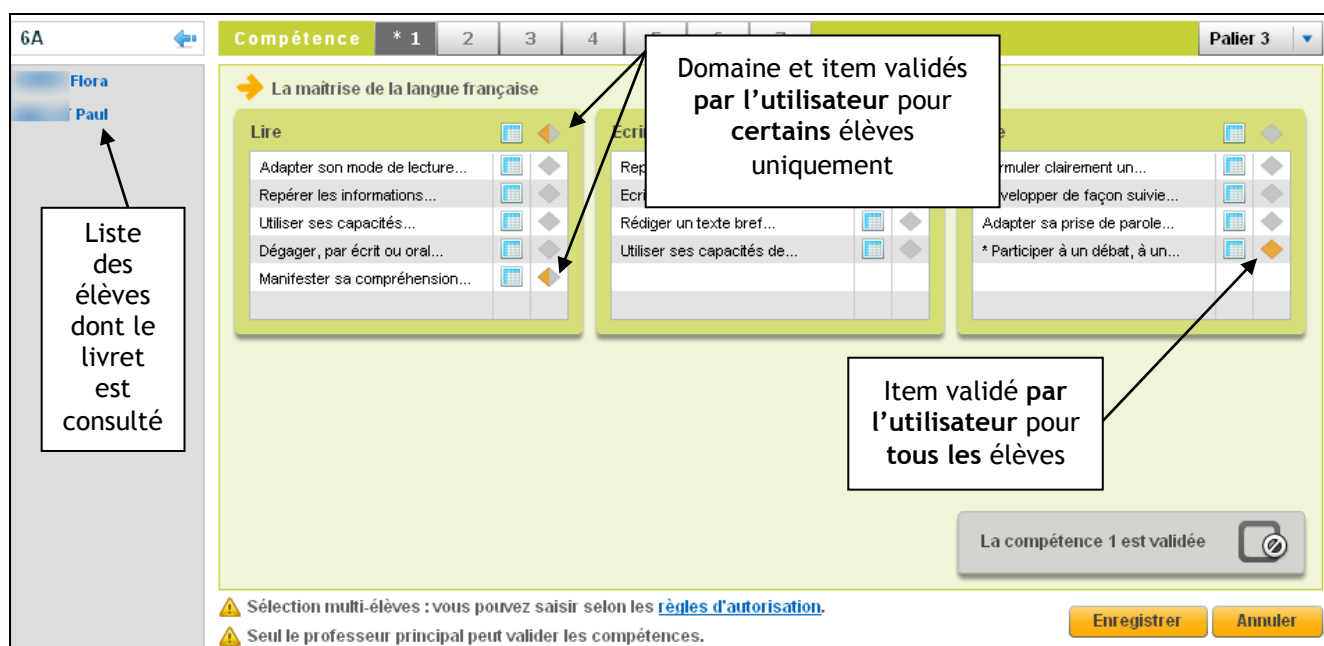 6A
Compétence * 1 2 3 4
Palier 3
Flora
Paul
La maîtrise de la langue française
Lire
Adapter son mode de lecture...
Repérer les informations...
Utiliser ses capacités...
Dégager, par écrit ou oral...
Manifester sa compréhension...
Ecri
Rep
Ecri
Rédiger un texte bref...
Utiliser ses capacités de...
rmuler clairement un...
velopper de façon suivie...
Adapter sa prise de parole...
* Participer à un débat, à un...
Domaine et item validés
par l’utilisateur pour
certains élèves
uniquement
Liste
des
élèves
dont le
livret
est
consulté
Item validé par
l’utilisateur pour
tous les élèves
La compétence 1 est validée
Sélection multi-élèves : vous pouvez saisir selon les règles d'autorisation.
Seul le professeur principal peut valider les compétences.
Enregistrer
Annuler